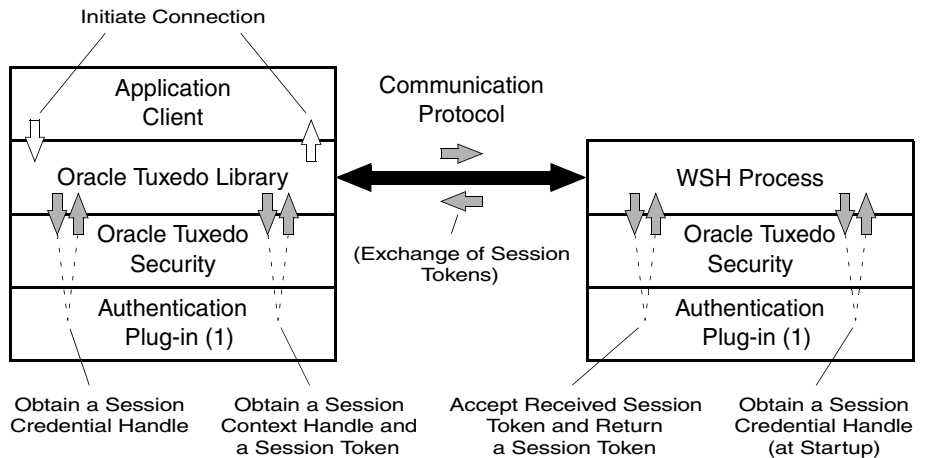 Initiate Connection
Application
Client
Communication
Protocol
Oracle Tuxedo Library
WSH Process
Oracle Tuxedo
Security
(Exchange of Session
Tokens)
Oracle Tuxedo
Security
Authentication
Plug-in (1)
Authentication
Plug-in (1)
Obtain a Session
Credential Handle
Obtain a Session
Context Handle and
a Session Token
Accept Received Session
Token and Return
a Session Token
Obtain a Session
Credential Handle
(at Startup)